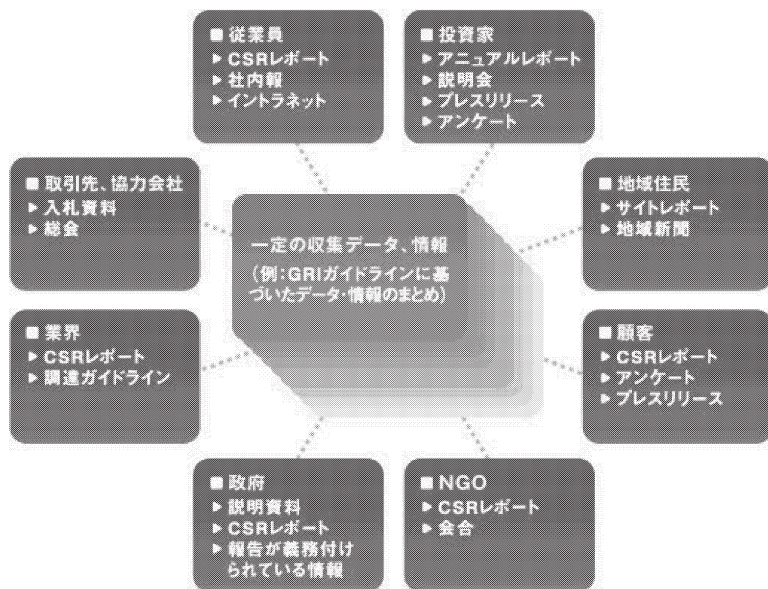 ■ 従業員
▶ CSRレポート
▶ 社内報
▶ イントラネット
■ 投資家
▶ アニュアルレポート
▶ 説明会
▶ プレスリリース
▶ アンケート
■ 取引先、協力会社
▶ 入札資料
▶ 総会
一定の収集データ、情報
（例：GRIガイドラインに基
づいたデータ・情報のまとめ）
■ 地域住民
▶ サイトレポート
▶ 地域新聞
■ 業界
▶ CSRレポート
▶ 調達ガイドライン
■ 顧客
▶ CSRレポート
▶ アンケート
▶ プレスリリース
■ 政府
▶ 説明資料
▶ CSRレポート
▶ 報告が義務付け
られている情報
■ NGO
▶ CSRレポート
▶ 会合